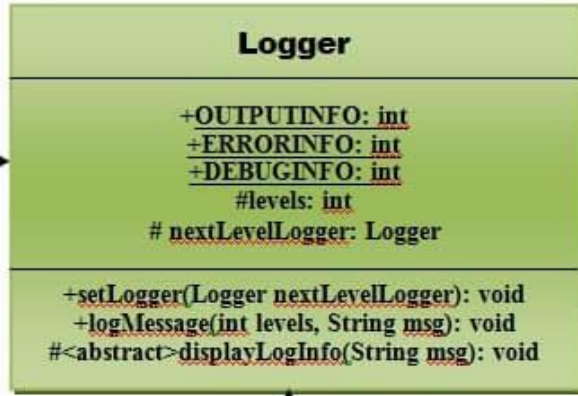 Logger
+OUTPUTINFO: int
+ERRORINFO: int
+DEBUGINFO: int
#levels: int
# nextLevelLogger: Logger
+setLogger(Logger nextLevelLogger): void
+logMessage(int levels, String msg): void
#<abstract>displayLogInfo(String msg): void